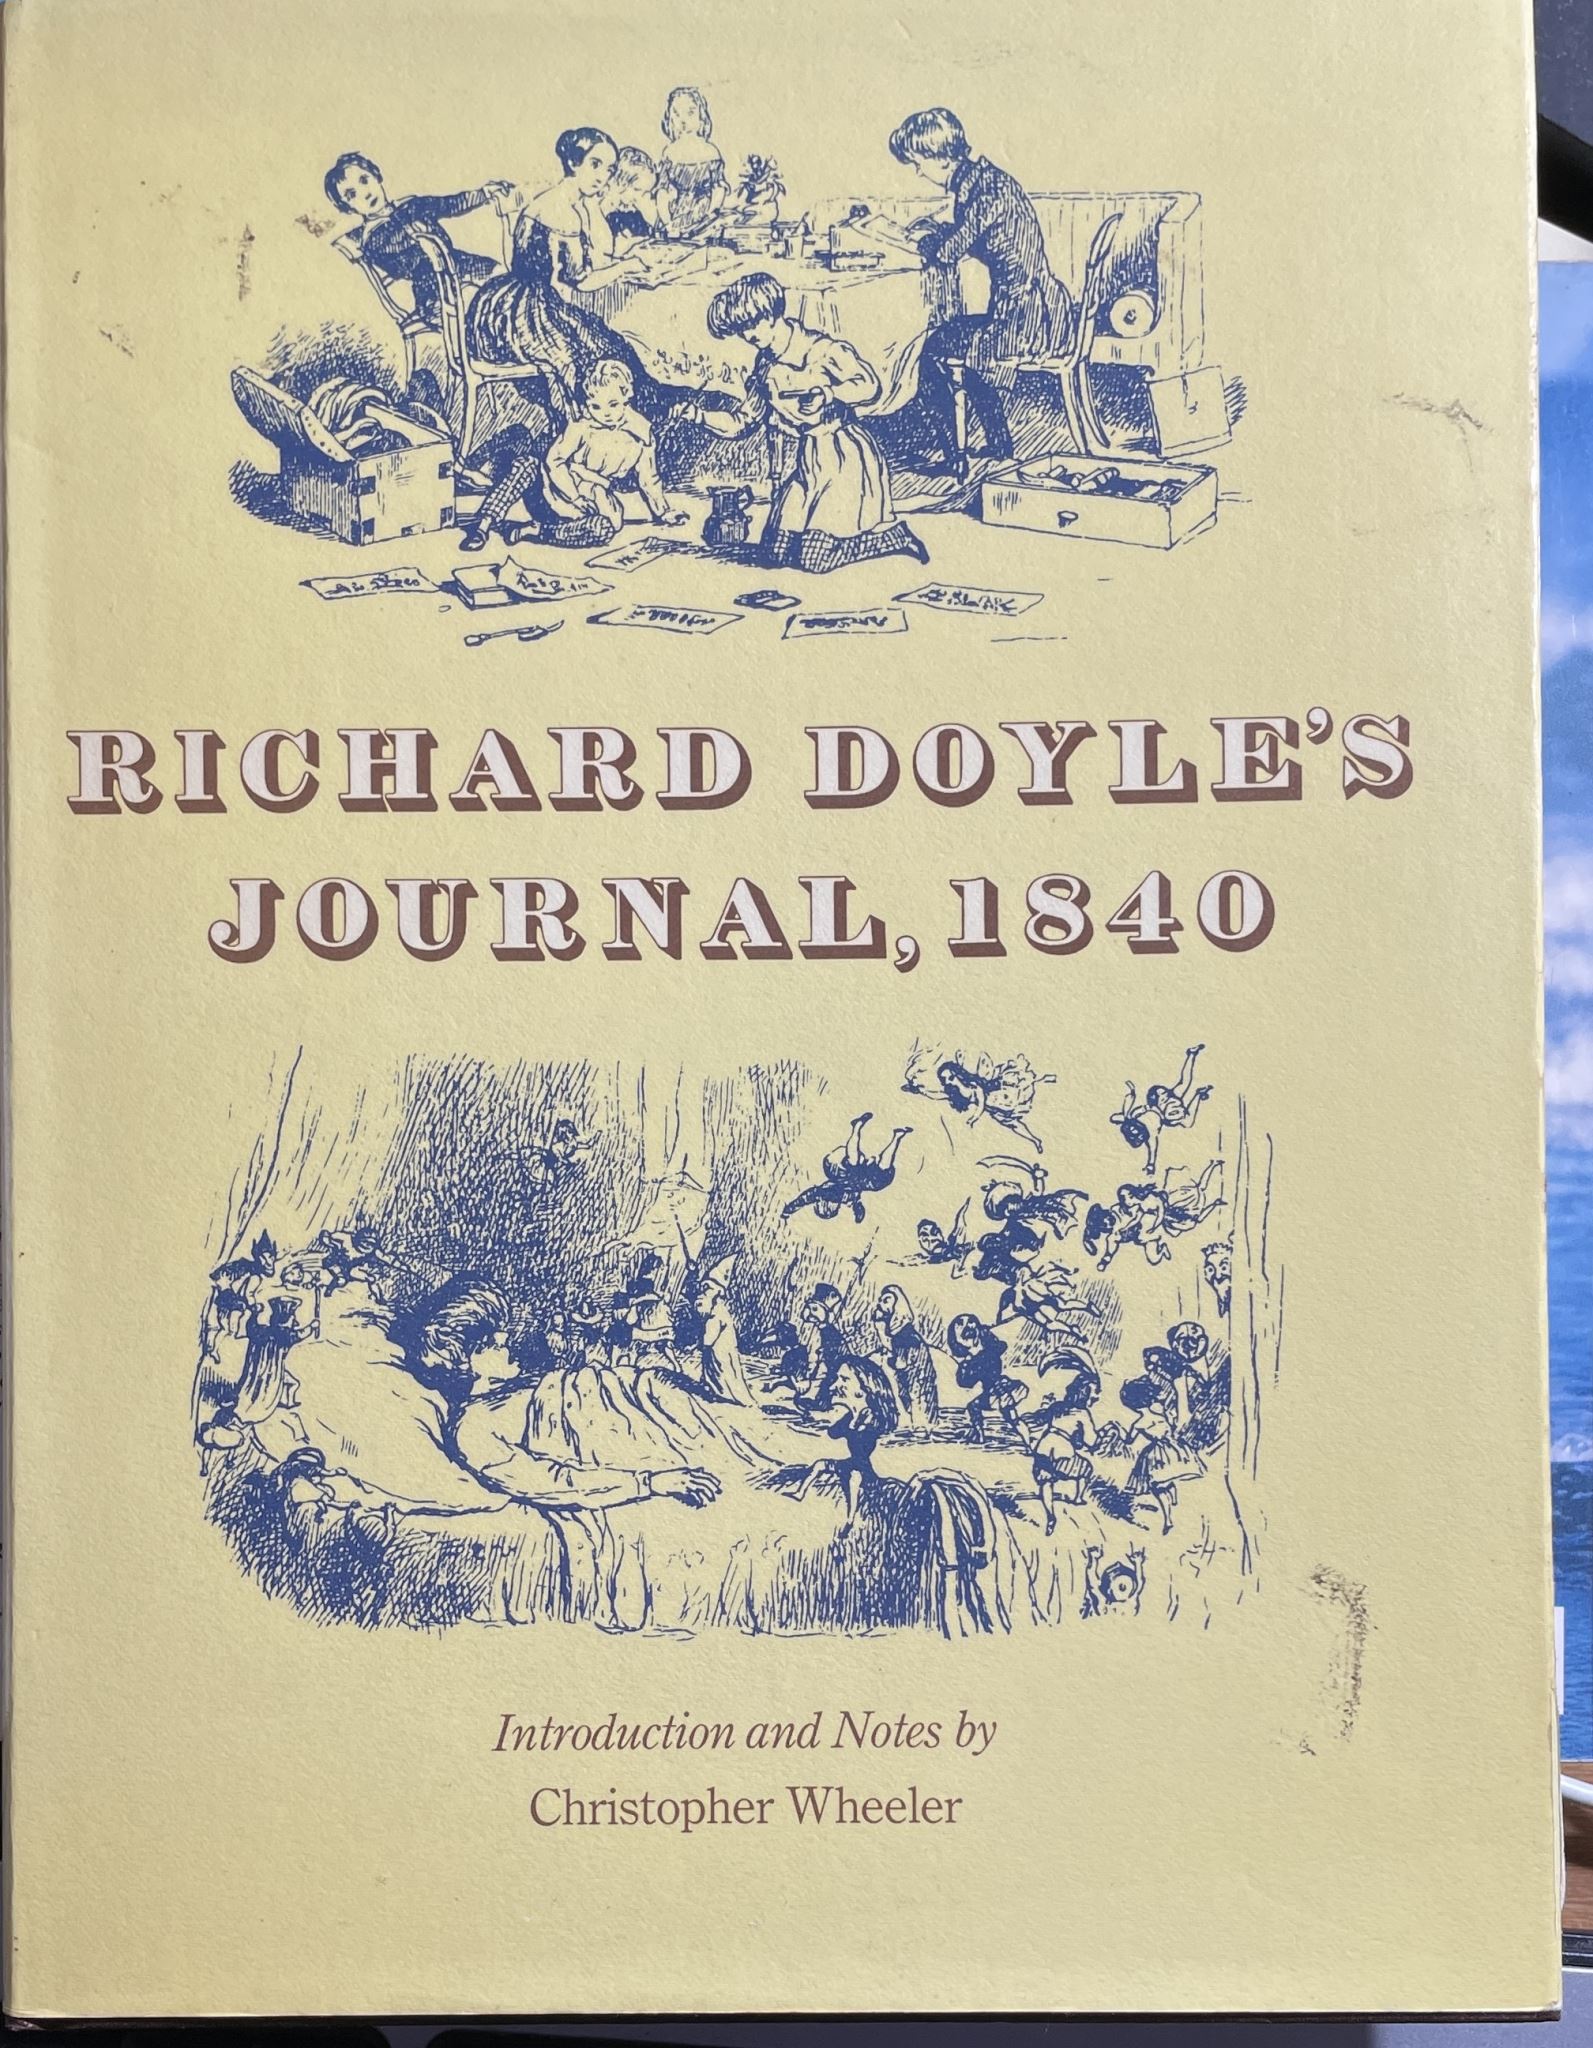 RICHARD DOYLE'S
JOURNAL, 1840
Introduction and Notes by
Christopher Wheeler